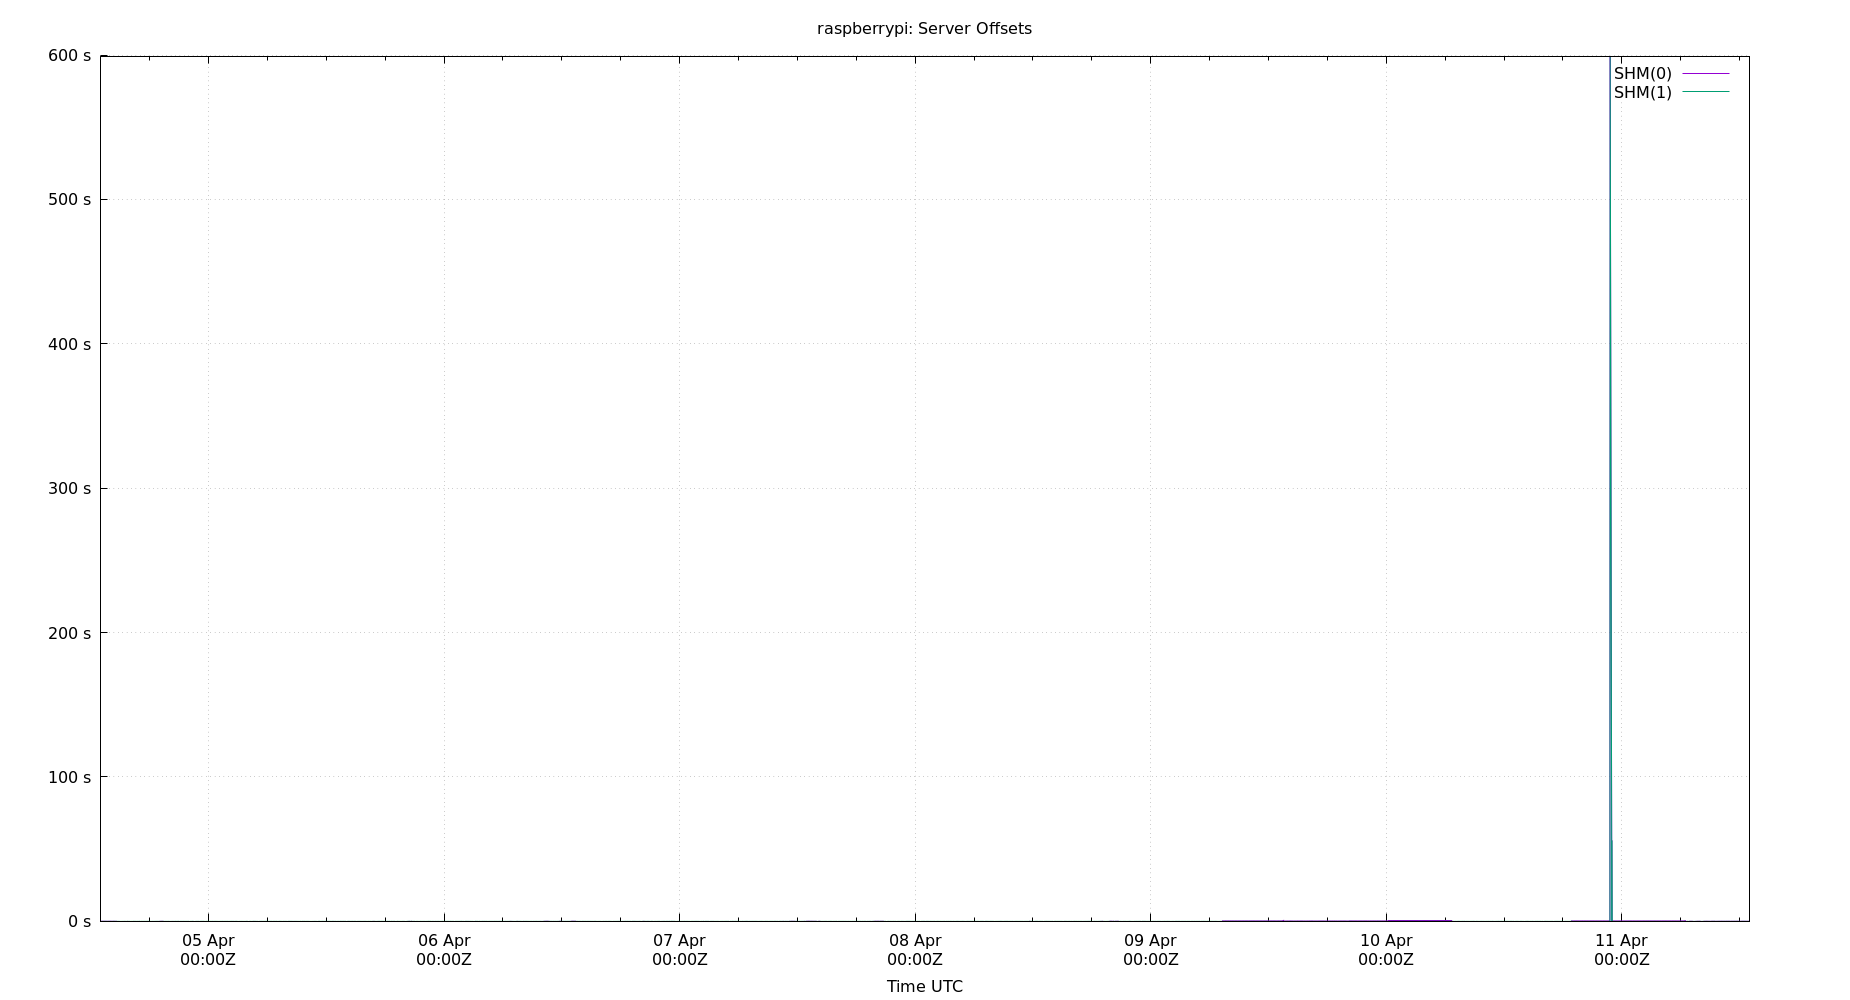 raspberrypi: Server Offsets
600 s
500 s
400 s
300 s
200 s
100 s
0 s
SHM(0)
SHM(1)
05 Apr 06 Apr 07 Apr 08 Apr 09 Apr 10 Apr 11 Apr
00:00Z 00:00Z 00:00Z 00:00Z 00:00Z 00:00Z 00:00Z
Time UTC